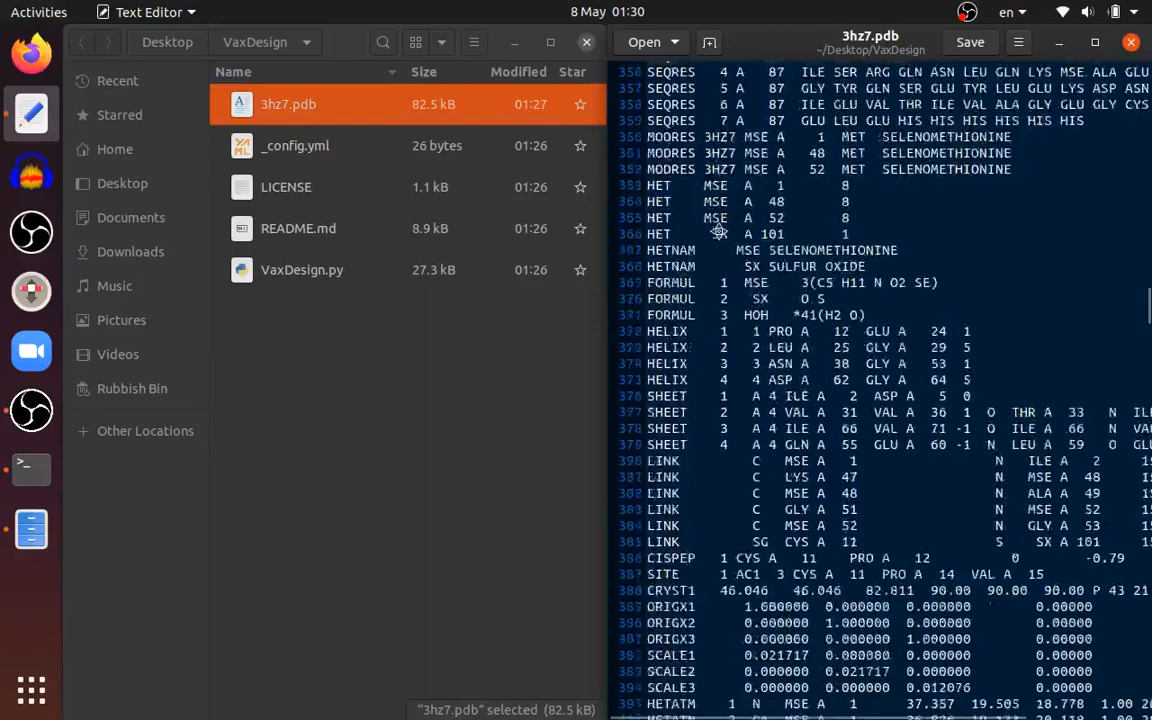 Activities Text Editor 8 May 01:30 en
Desktop VaxDesign
Open 3hz7.pdb Save
~/Desktop/VaxDesign
Recent
Starred
Home
Desktop
Documents
Downloads
Music
Pictures
Videos
Rubbish Bin
Other Locations
Name Size Modified Star
3hz7.pdb 82.5 kB 01:27
_config.yml 26 bytes 01:26
LICENSE 1.1 kB 01:26
README.md 8.9 kB 01:26
VaxDesign.py 27.3 kB 01:26
"3hz7.pdb" selected (82.5 kB)
SEQRES 4 A 87 ILE SER ARG GLN ASN LEU GLN LYS MSE ALA GLU
SEQRES 5 A 87 GLY TYR GLN SER GLU TYR LEU GLU LYS ASP ASN
SEQRES 6 A 87 ILE GLU VAL THR ILE VAL ALA GLY GLU GLY CYS
SEQRES 7 A 87 GLU LEU GLU HIS HIS HIS HIS HIS HIS
MODRES 3HZ7 MSE A 1 MET SELENOMETHIONINE
MODRES 3HZ7 MSE A 48 MET SELENOMETHIONINE
MODRES 3HZ7 MSE A 52 MET SELENOMETHIONINE
HET MSE A 1 8
HET MSE A 48 8
HET MSE A 52 8
HET A 101 1
HETNAM MSE SELENOMETHIONINE
HETNAM SX SULFUR OXIDE
FORMUL 1 MSE 3(C5 H11 N O2 SE)
FORMUL 2 SX O S
FORMUL 3 HOH *41(H2 O)
HELIX 1 1 PRO A 12 GLU A 24 1
HELIX 2 2 LEU A 25 GLY A 29 5
HELIX 3 3 ASN A 38 GLY A 53 1
HELIX 4 4 ASP A 62 GLY A 64 5
SHEET 1 A 4 ILE A 2 ASP A 5 0
SHEET 2 A 4 VAL A 31 VAL A 36 1 O THR A 33 N
SHEET 3 A 4 ILE A 66 VAL A 71 -1 O ILE A 66 N
SHEET 4 A 4 GLN A 55 GLU A 60 -1 N LEU A 59 O
LINK C MSE A 1 N ILE A 2
LINK C LYS A 47 N MSE A 48
LINK C MSE A 48 N ALA A 49
LINK C GLY A 51 N MSE A 52
LINK C MSE A 52 N GLY A 53
LINK SG CYS A 11 S SX A 101
CISPEP 1 CYS A 11 PRO A 12 0 -0.79
SITE 1 AC1 3 CYS A 11 PRO A 14 VAL A 15
CRYST1 46.046 46.046 82.811 90.00 90.00 90.00 P 43 21
ORIGX1 1.000000 0.000000 0.000000 0.00000
ORIGX2 0.000000 1.000000 0.000000 0.00000
ORIGX3 0.000000 0.000000 1.000000 0.00000
SCALE1 0.021717 0.000000 0.000000 0.00000
SCALE2 0.000000 0.021717 0.000000 0.00000
SCALE3 0.000000 0.000000 0.012076 0.00000
HETATM 1 N MSE A 1 37.357 19.505 18.778 1.00